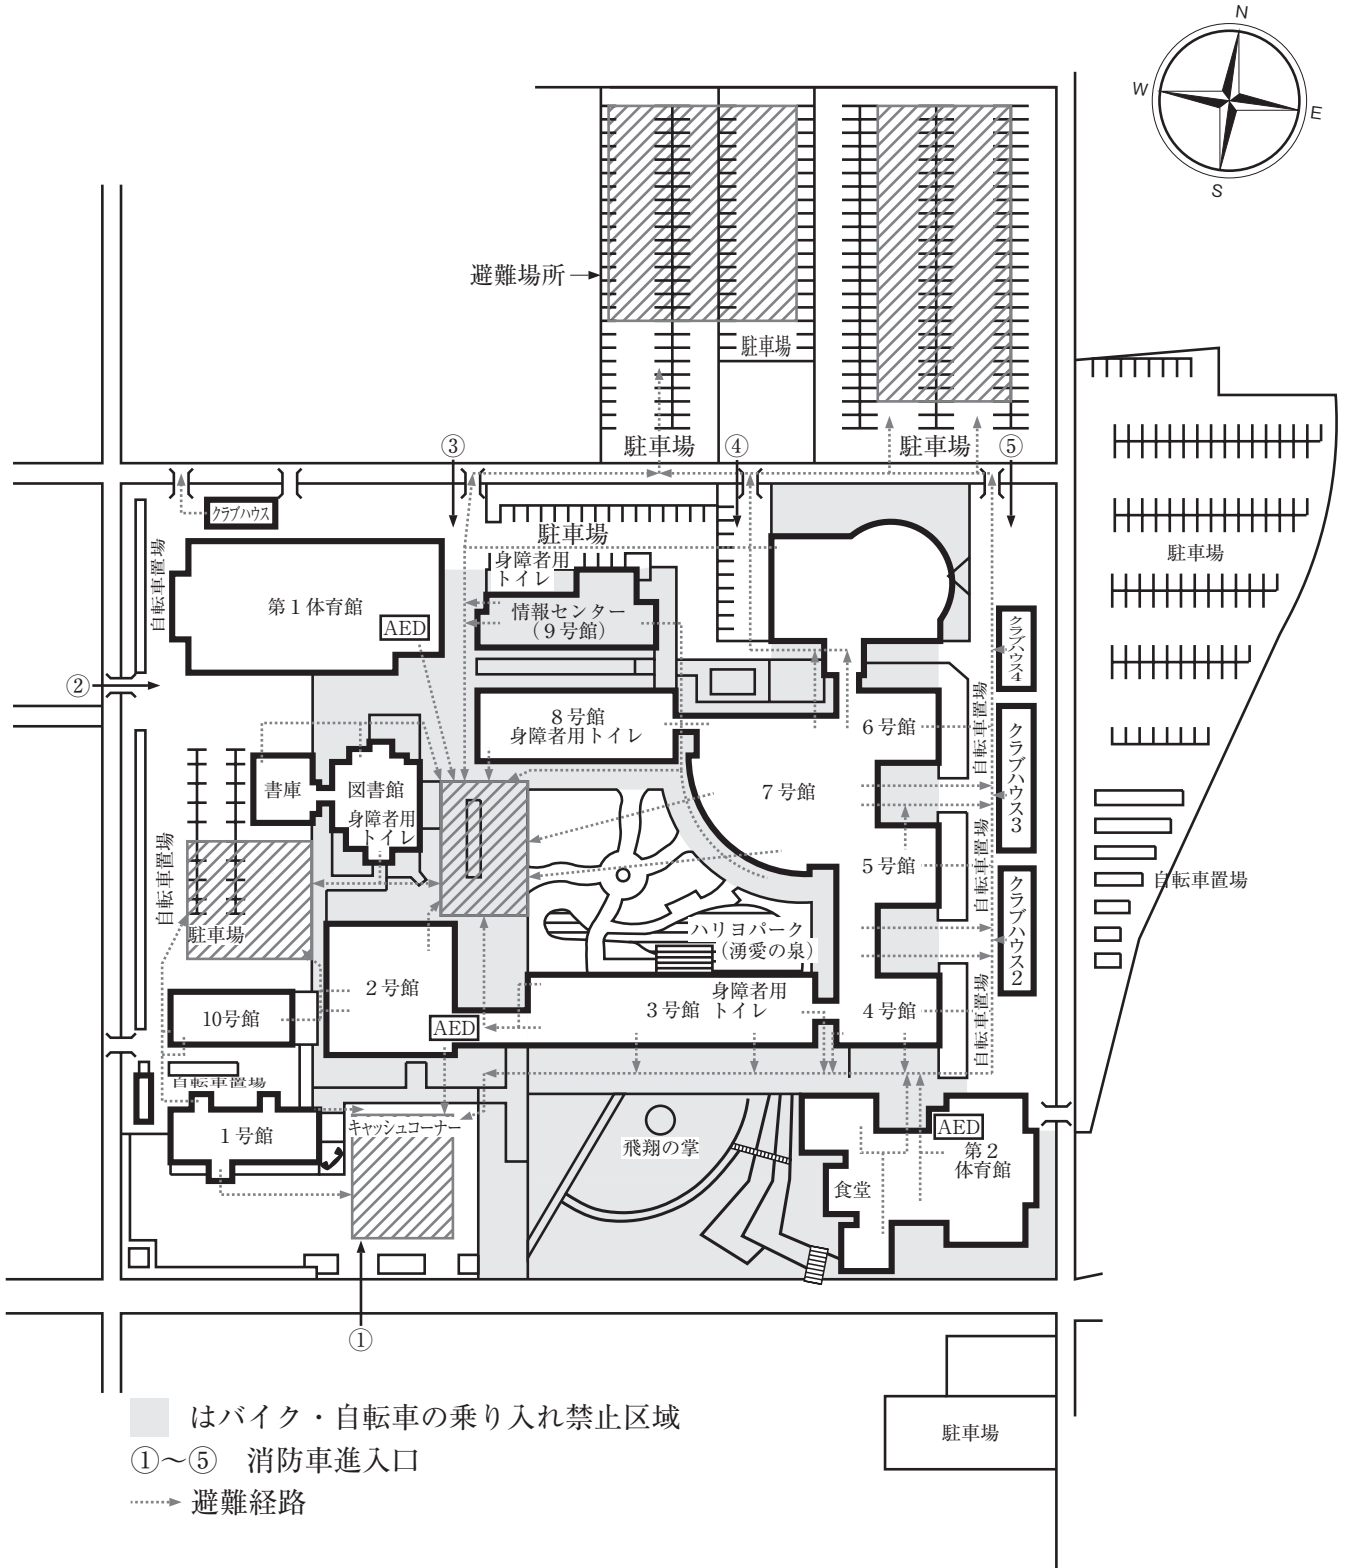 N
W
E
S
避難場所
駐車場
③
駐車場
④
駐車場
⑤
クラブハウス
駐車場
身障者用
トイレ
自転車置場
第1体育館
AED
情報センター
(9号館)
駐車場
クラブハウス4
②
8号館
身障者用トイレ
6号館
自転車置場
クラブハウス3
書庫
図書館
身障者用
トイレ
7号館
自転車置場
5号館
自転車置場
自転車置場
クラブハウス2
駐車場
ハリヨパーク
(湧愛の泉)
2号館
10号館
AED
3号館
身障者用
トイレ
4号館
自転車置場
自転車置場
1号館
キャッシュコーナー
飛翔の掌
AED
第2
体育館
食堂
①
はバイク・自転車の乗り入れ禁止区域
①〜⑤ 消防車進入口
避難経路
駐車場